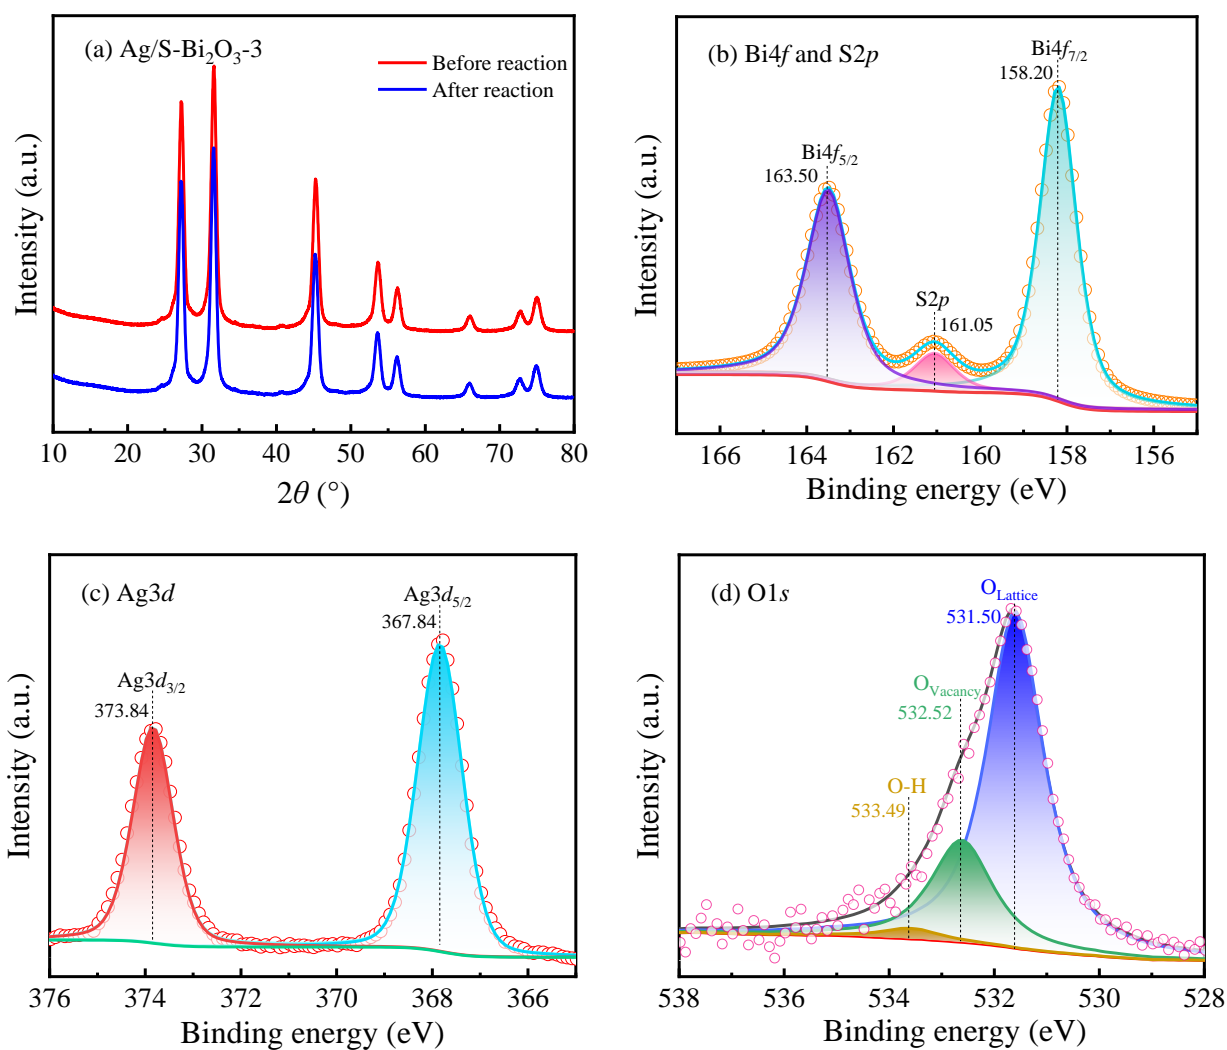 (a) Ag/S-Bi₂O₃-3
Before reaction
After reaction
Intensity (a.u.)
10 20 30 40 50 60 70 80
2θ (°)
(b) Bi4f and S2p
Bi4f₇/₂
158.20
Bi4f₅/₂
163.50
S2p
161.05
Intensity (a.u.)
166 164 162 160 158 156
Binding energy (eV)
(c) Ag3d
Ag3d₅/₂
367.84
Ag3d₃/₂
373.84
Intensity (a.u.)
376 374 372 370 368 366
Binding energy (eV)
(d) O1s
O_Lattice
531.50
O_Vacancy
532.52
O-H
533.49
Intensity (a.u.)
538 536 534 532 530 528
Binding energy (eV)